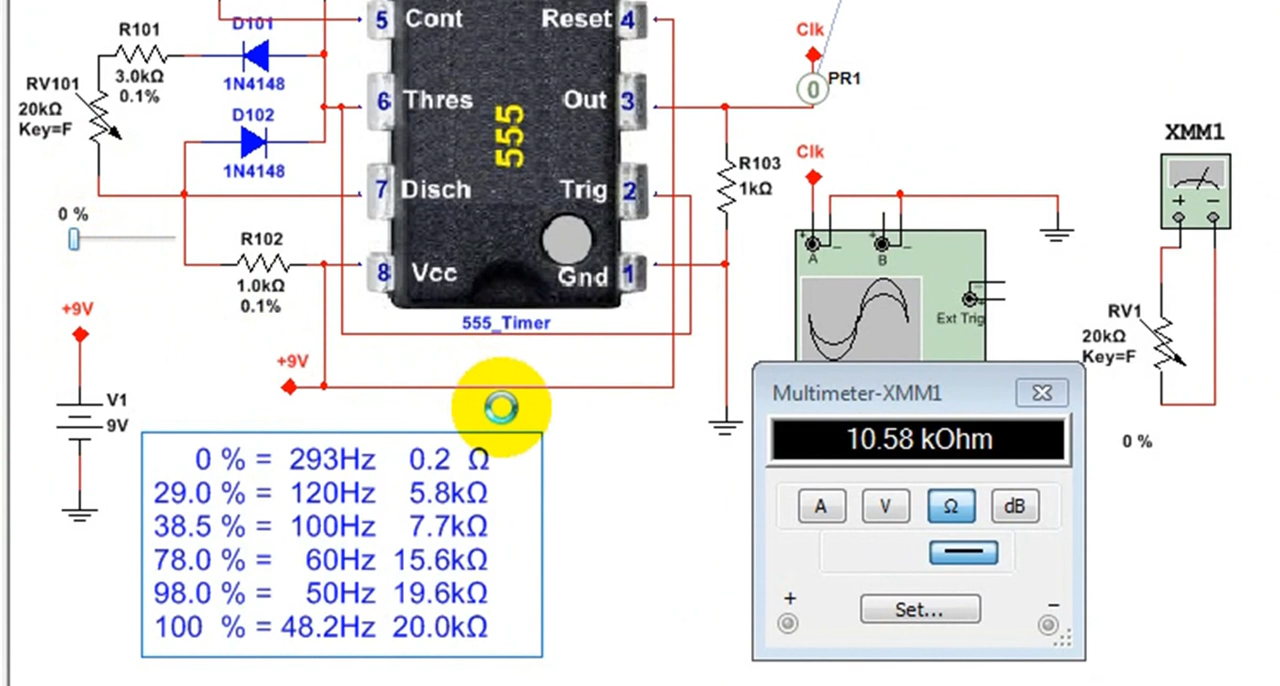 D101
5 Cont
Reset 4
R101
3.0kΩ
0.1%
1N4148
RV101
20kΩ
Key=F
D102
1N4148
6 Thres
Out 3
555
Clk
0
PR1
XMM1
+ -
7 Disch
Trig 2
R103
1kΩ
Clk
0 %
R102
1.0kΩ
0.1%
8 Vcc
Gnd 1
555_Timer
+ - -
A B
Ext Trig
RV1
20kΩ
Key=F
+9V
+9V
V1
9V
0 %
Multimeter-XMM1
10.58 kOhm
A V Ω dB
Set...
+ -
0 % = 293Hz 0.2 Ω
29.0 % = 120Hz 5.8kΩ
38.5 % = 100Hz 7.7kΩ
78.0 % = 60Hz 15.6kΩ
98.0 % = 50Hz 19.6kΩ
100 % = 48.2Hz 20.0kΩ